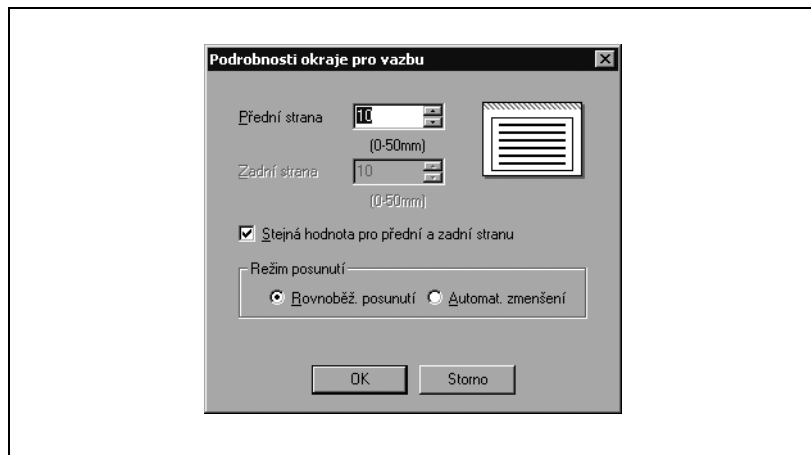 Podrobnosti okraje pro vazbu
Přední strana 10
(0-50mm)
Zadní strana 10
(0-50mm)
Stejná hodnota pro přední a zadní stranu
Režim posunutí
Rovnoběž. posunutí Automat. zmenšení
OK Storno